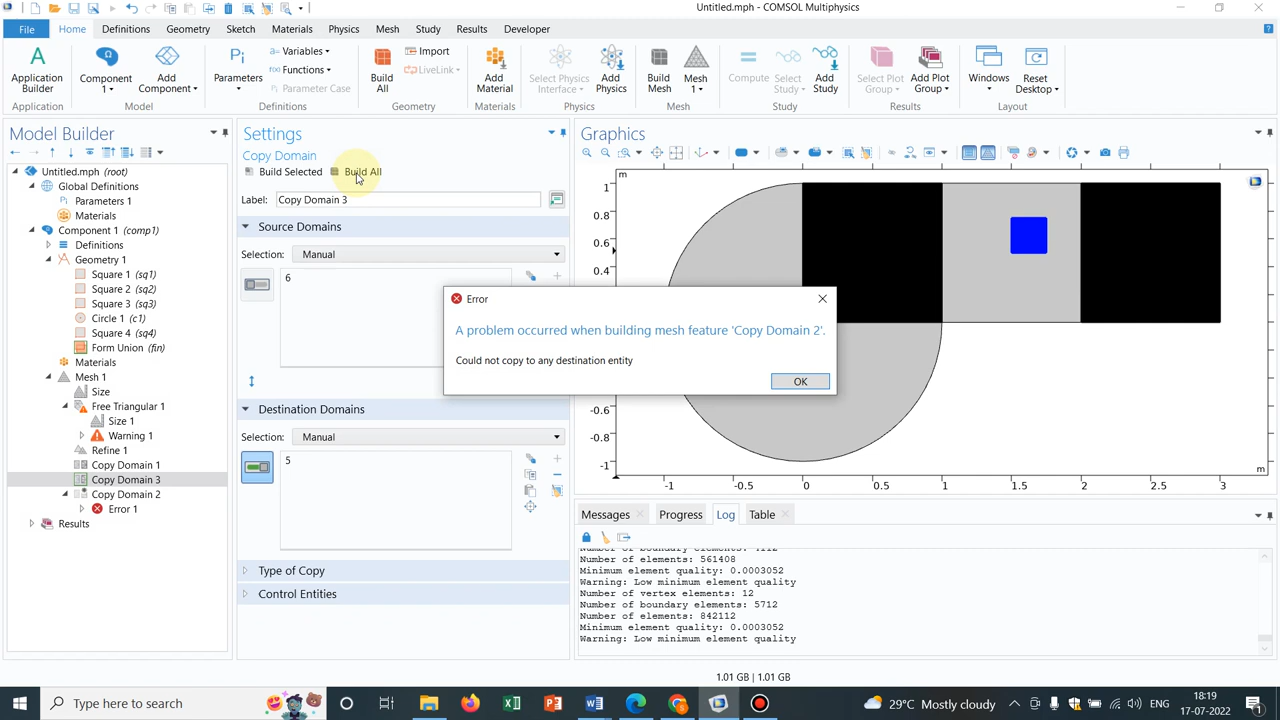 Untitled.mph - COMSOL Multiphysics
File Home Definitions Geometry Sketch Materials Physics Mesh Study Results Developer
Application Builder
Component 1
Add Component
Parameters
Variables
Functions
Parameter Case
Build All
Import
LiveLink
Add Material
Select Physics Interface
Add Physics
Build Mesh
Mesh 1
Compute
Select Study
Add Study
Select Plot Group
Add Plot Group
Windows
Reset Desktop
Application Model Definitions Geometry Materials Physics Mesh Study Results Layout
Model Builder
Untitled.mph (root)
Global Definitions
Parameters 1
Materials
Component 1 (comp1)
Definitions
Geometry 1
Square 1 (sq1)
Square 2 (sq2)
Square 3 (sq3)
Circle 1 (c1)
Square 4 (sq4)
Form Union (fin)
Materials
Mesh 1
Size
Free Triangular 1
Size 1
Warning 1
Refine 1
Copy Domain 1
Copy Domain 3
Copy Domain 2
Error 1
Results
Settings
Copy Domain
Build Selected Build All
Label: Copy Domain 3
Source Domains
Selection: Manual
6
Destination Domains
Selection: Manual
5
Type of Copy
Control Entities
Graphics
m
1
0.8
0.6
0.4
-0.6
-0.8
-1
-1 -0.5 0 0.5 1 1.5 2 2.5 3
m
Error
A problem occurred when building mesh feature 'Copy Domain 2'.
Could not copy to any destination entity
OK
Messages Progress Log Table
Number of elements: 561408
Minimum element quality: 0.0003052
Warning: Low minimum element quality
Number of vertex elements: 12
Number of boundary elements: 5712
Number of elements: 842112
Minimum element quality: 0.0003052
Warning: Low minimum element quality
1.01 GB | 1.01 GB
Type here to search
29°C Mostly cloudy
ENG
18:19
17-07-2022